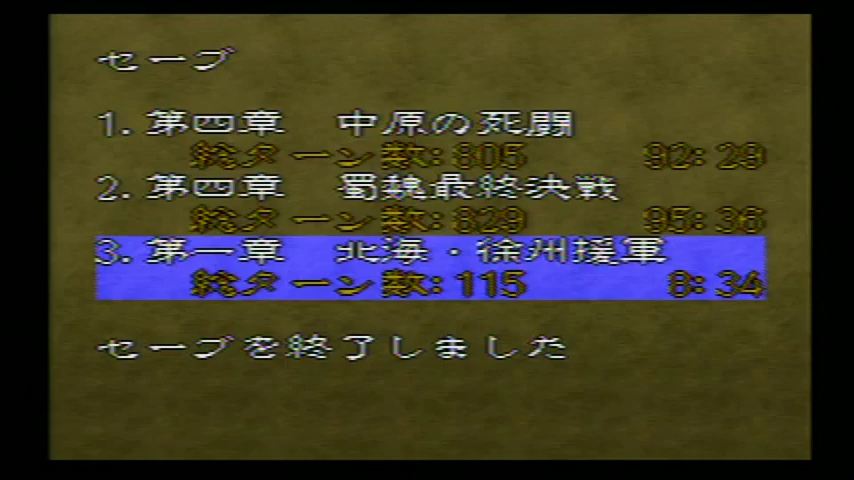 セーブ
1.第四章　中原の死闘
総ターン数:805　92:29
2.第四章　蜀魏最終決戦
総ターン数:829　95:36
3.第一章　北海・徐州援軍
総ターン数:115　8:34
セーブを終了しました